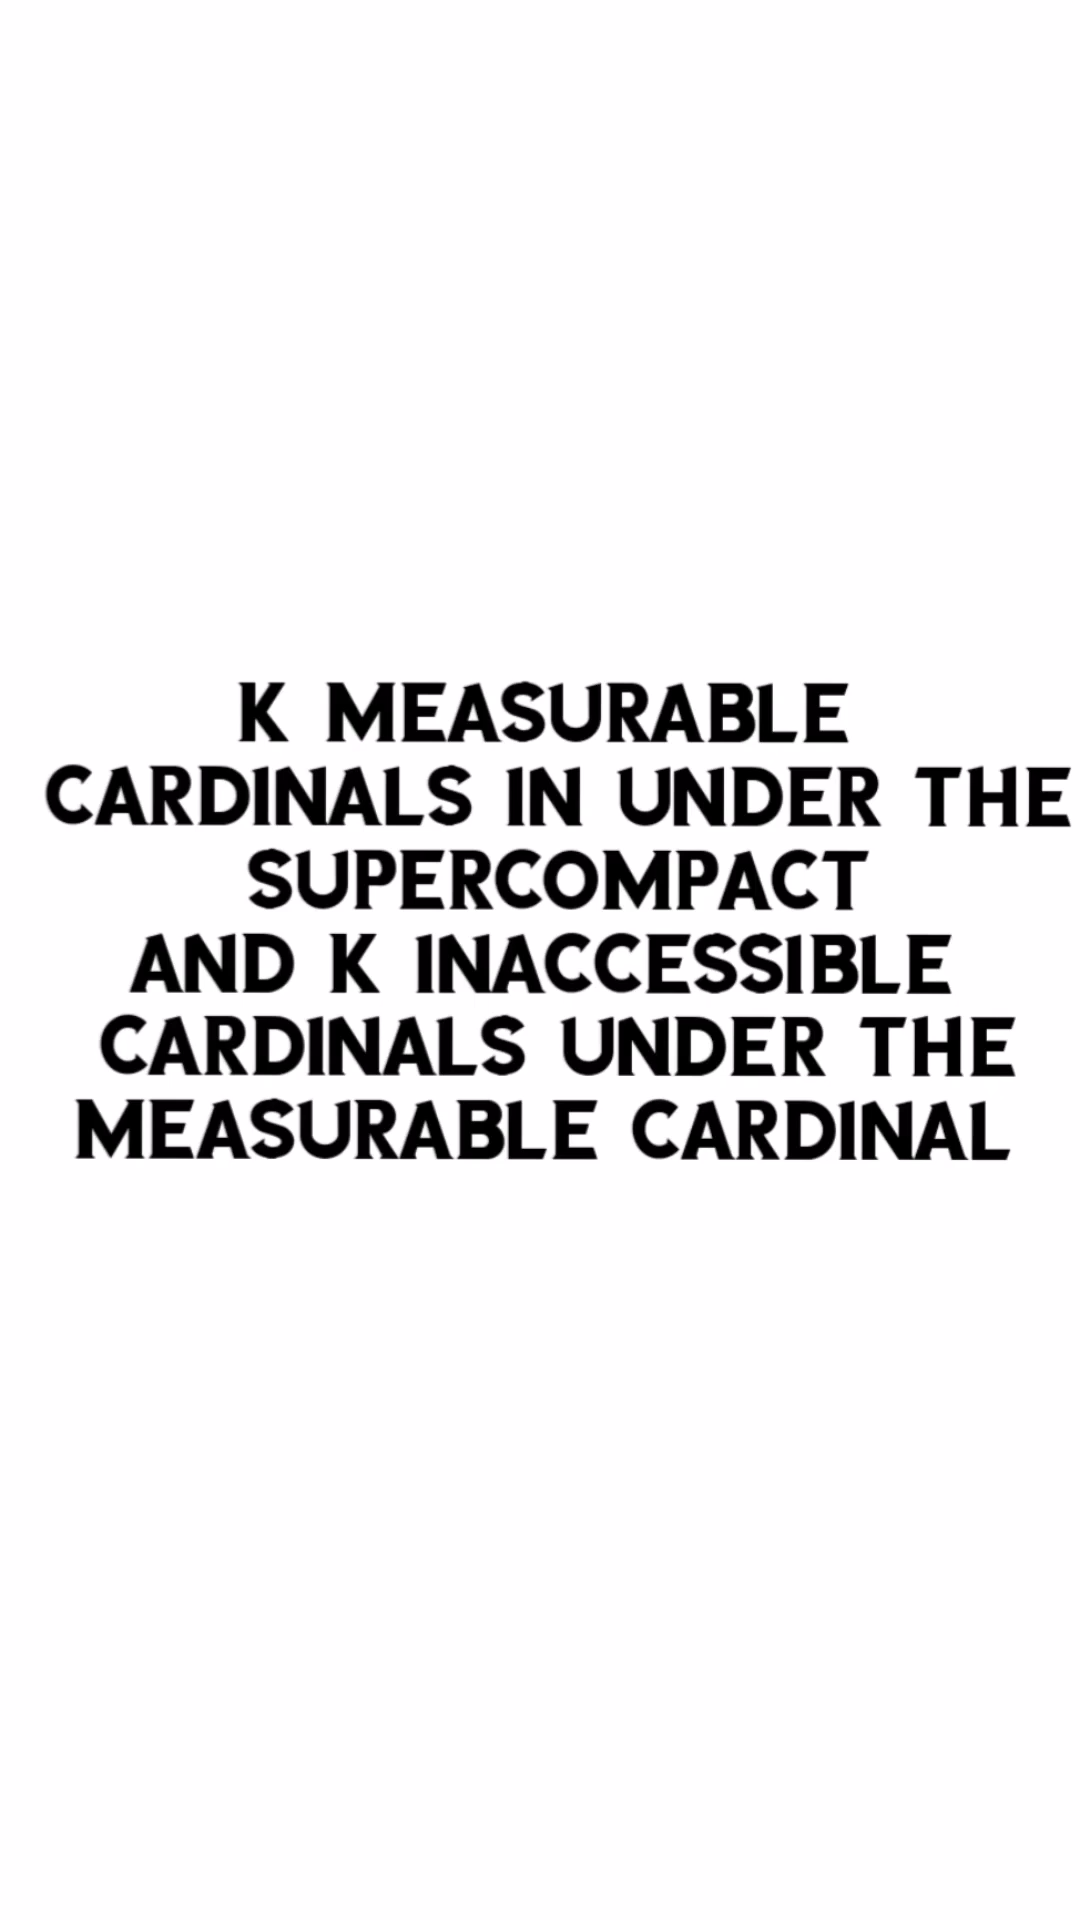 K MEASURABLE
CARDINALS IN UNDER THE
SUPERCOMPACT
AND K INACCESSIBLE
CARDINALS UNDER THE
MEASURABLE CARDINAL